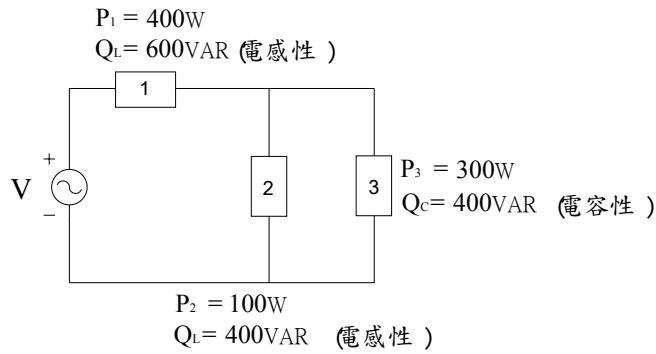 P₁ = 400W
Q_L= 600VAR (電感性)
1
+
V
−
2
3
P₃ = 300W
Q_C= 400VAR (電容性)
P₂ = 100W
Q_L= 400VAR (電感性)